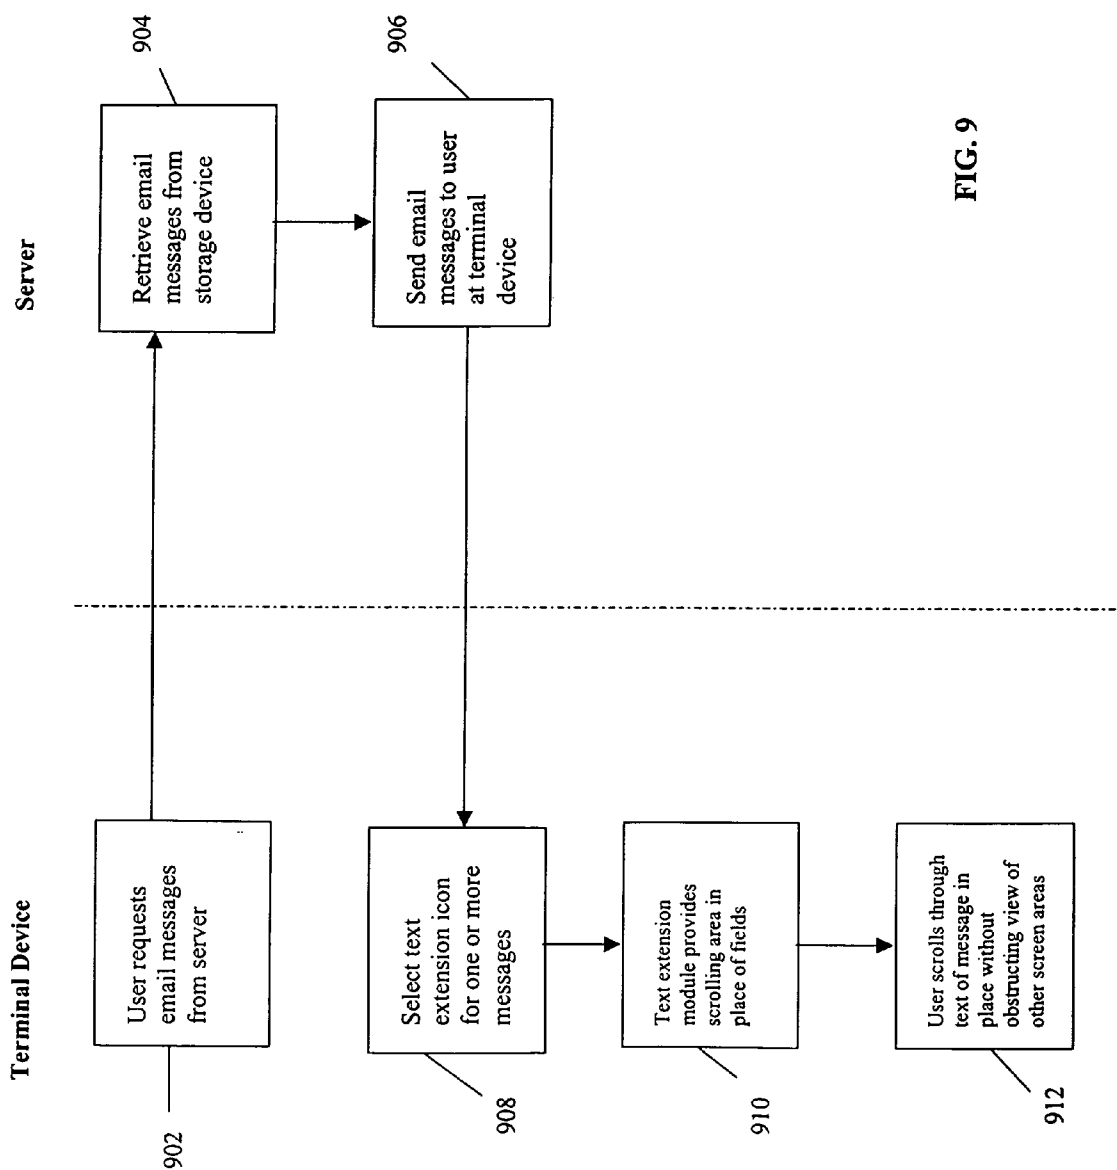 Terminal Device
Server
902
User requests
email messages
from server
904
Retrieve email
messages from
storage device
906
Send email
messages to user
at terminal
device
908
Select text
extension icon
for one or more
messages
910
Text extension
module provides
scrolling area in
place of fields
912
User scrolls through
text of message in
place without
obstructing view of
other screen areas
FIG. 9